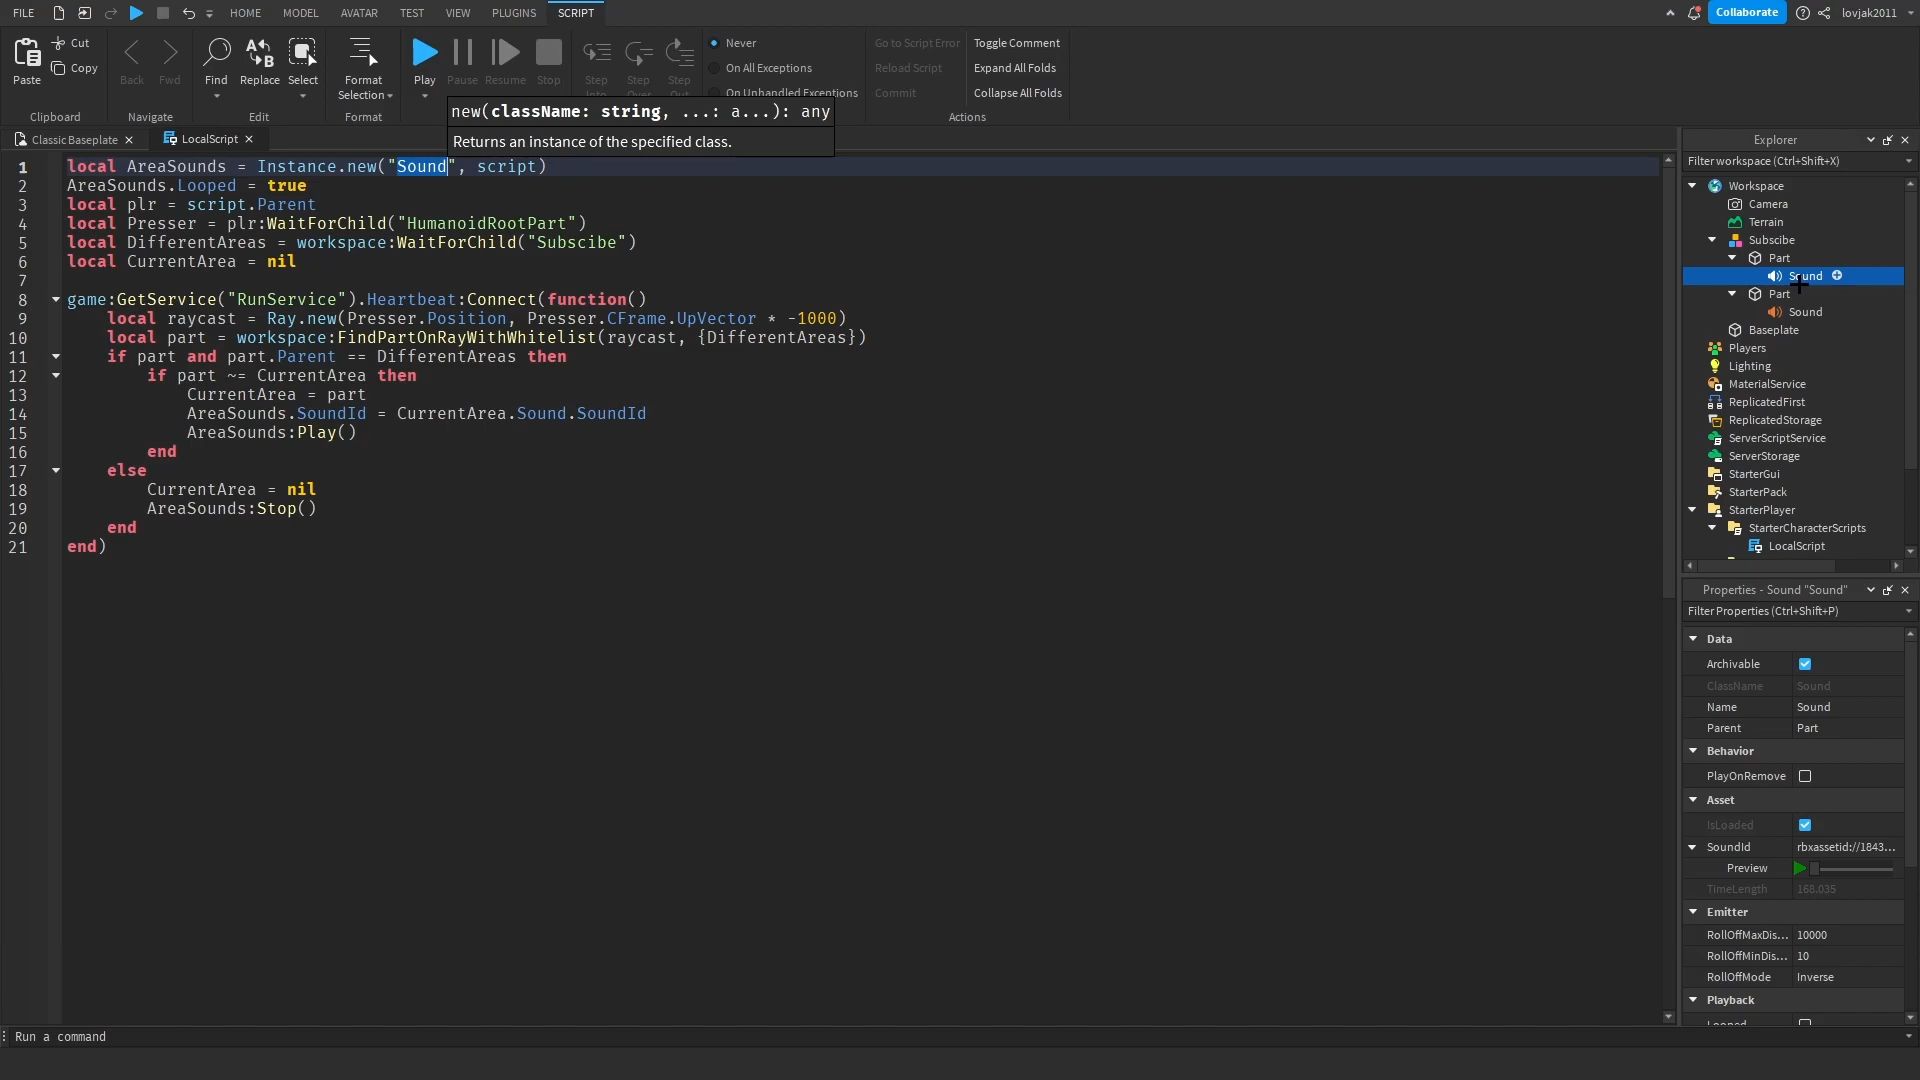 FILE HOME MODEL AVATAR TEST VIEW PLUGINS SCRIPT Collaborate lovjak2011
Paste Cut Copy
Clipboard
Back Fwd
Navigate
Find Replace Select
Edit
Format Selection
Format
Play Pause Resume Stop
Step Into Step Over Step Out
Never
On All Exceptions
On Unhandled Exceptions
Go to Script Error
Reload Script
Commit
Toggle Comment
Expand All Folds
Collapse All Folds
Actions
new(className: string, ...: a...): any
Returns an instance of the specified class.
Classic Baseplate LocalScript
1 local AreaSounds = Instance.new("Sound", script)
2 AreaSounds.Looped = true
3 local plr = script.Parent
4 local Presser = plr:WaitForChild("HumanoidRootPart")
5 local DifferentAreas = workspace:WaitForChild("Subscibe")
6 local CurrentArea = nil
7
8 game:GetService("RunService").Heartbeat:Connect(function()
9 local raycast = Ray.new(Presser.Position, Presser.CFrame.UpVector * -1000)
10 local part = workspace:FindPartOnRayWithWhitelist(raycast, {DifferentAreas})
11 if part and part.Parent == DifferentAreas then
12 if part ~= CurrentArea then
13 CurrentArea = part
14 AreaSounds.SoundId = CurrentArea.Sound.SoundId
15 AreaSounds:Play()
16 end
17 else
18 CurrentArea = nil
19 AreaSounds:Stop()
20 end
21 end)
Explorer
Filter workspace (Ctrl+Shift+X)
Workspace
Camera
Terrain
Subscibe
Part
Sound
Part
Sound
Baseplate
Players
Lighting
MaterialService
ReplicatedFirst
ReplicatedStorage
ServerScriptService
ServerStorage
StarterGui
StarterPack
StarterPlayer
StarterCharacterScripts
LocalScript
Properties - Sound "Sound"
Filter Properties (Ctrl+Shift+P)
Data
Archivable
ClassName Sound
Name Sound
Parent Part
Behavior
PlayOnRemove
Asset
IsLoaded
SoundId rbxassetid://1843...
Preview
TimeLength 168.035
Emitter
RollOffMaxDis... 10000
RollOffMinDis... 10
RollOffMode Inverse
Playback
Looped
Run a command